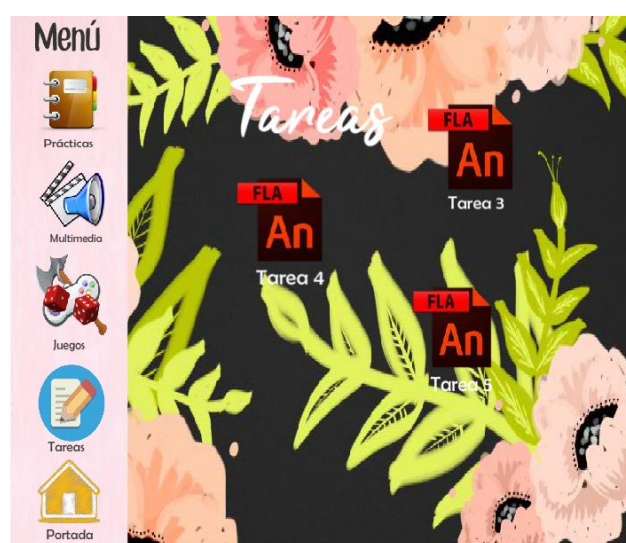 Menú
Prácticas
Multimedia
Juegos
Tareas
Portada
Tareas
FLA
An
Tarea 3
FLA
An
Tarea 4
FLA
An
Tarea 5